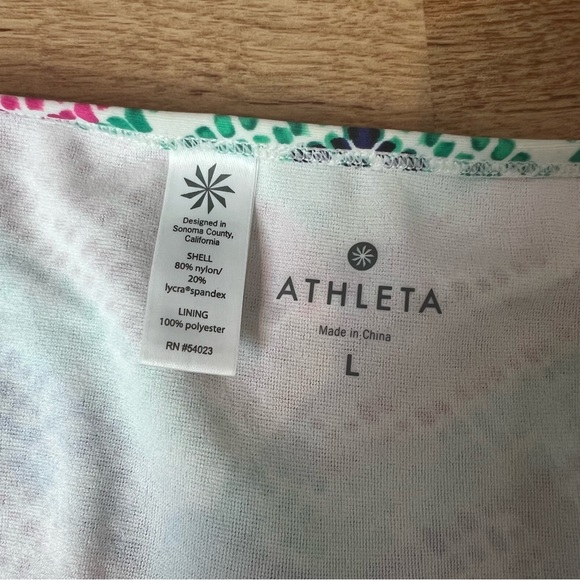 Designed in
Sonoma County,
California
SHELL
80% nylon/
20%
lycra®spandex
LINING
100% polyester
RN #54023
ATHLETA
Made in China
L